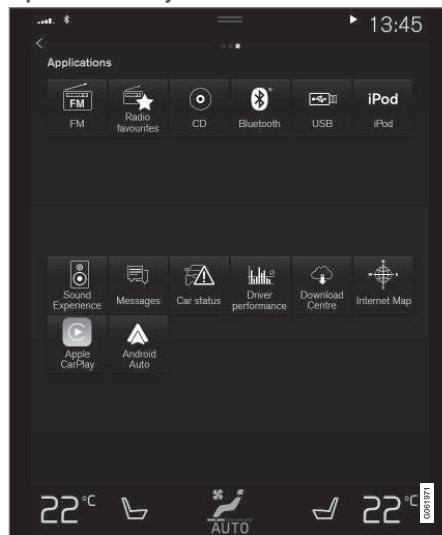 13:45
Applications
FM
FM
Radio
favourites
CD
Bluetooth
USB
iPod
iPod
Sound
Experience
Messages
Car status
Driver
performance
Download
Centre
Internet Map
Apple
CarPlay
Android
Auto
22°C
AUTO
22°C
G061971